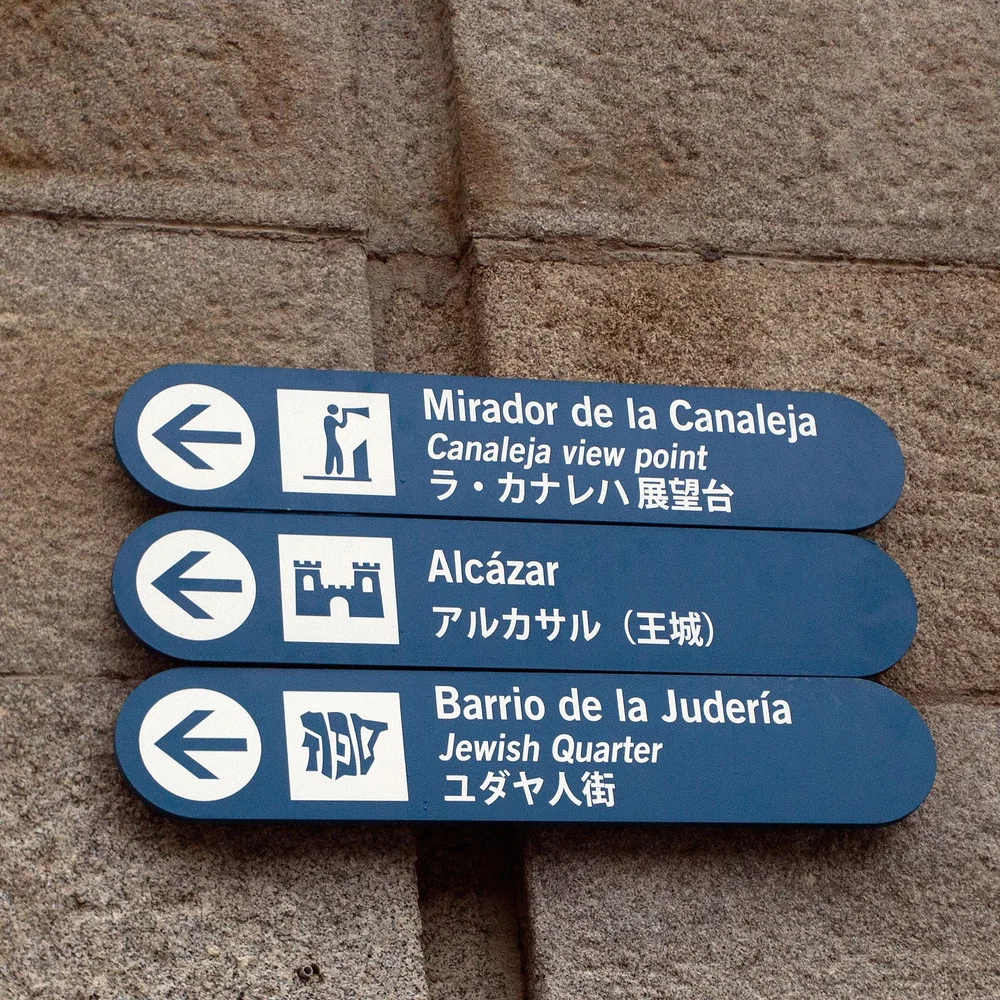 Mirador de la Canaleja
Canaleja view point
ラ・カナレハ 展望台
Alcázar
アルカサル（王城）
Barrio de la Judería
Jewish Quarter
ユダヤ人街